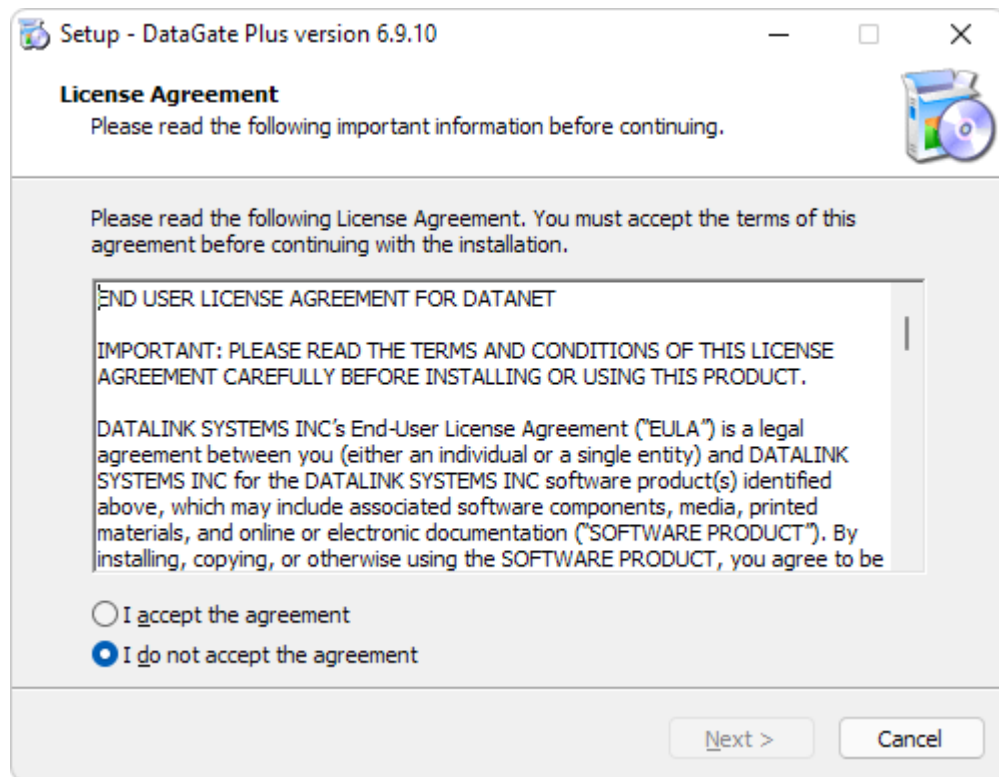 Setup - DataGate Plus version 6.9.10
License Agreement
Please read the following important information before continuing.
Please read the following License Agreement. You must accept the terms of this
agreement before continuing with the installation.
END USER LICENSE AGREEMENT FOR DATANET
IMPORTANT: PLEASE READ THE TERMS AND CONDITIONS OF THIS LICENSE
AGREEMENT CAREFULLY BEFORE INSTALLING OR USING THIS PRODUCT.
DATALINK SYSTEMS INC’s End-User License Agreement (“EULA”) is a legal
agreement between you (either an individual or a single entity) and DATALINK
SYSTEMS INC for the DATALINK SYSTEMS INC software product(s) identified
above, which may include associated software components, media, printed
materials, and online or electronic documentation (“SOFTWARE PRODUCT”). By
installing, copying, or otherwise using the SOFTWARE PRODUCT, you agree to be
I accept the agreement
I do not accept the agreement
Next >
Cancel